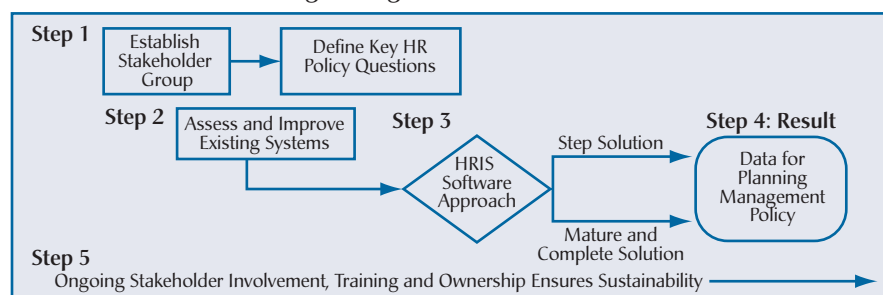 Step 1
Establish
Stakeholder
Group
Define Key HR
Policy Questions
Step 2
Assess and Improve
Existing Systems
Step 3
HRIS
Software
Approach
Step Solution
Mature and
Complete Solution
Step 4: Result
Data for
Planning
Management
Policy
Step 5
Ongoing Stakeholder Involvement, Training and Ownership Ensures Sustainability